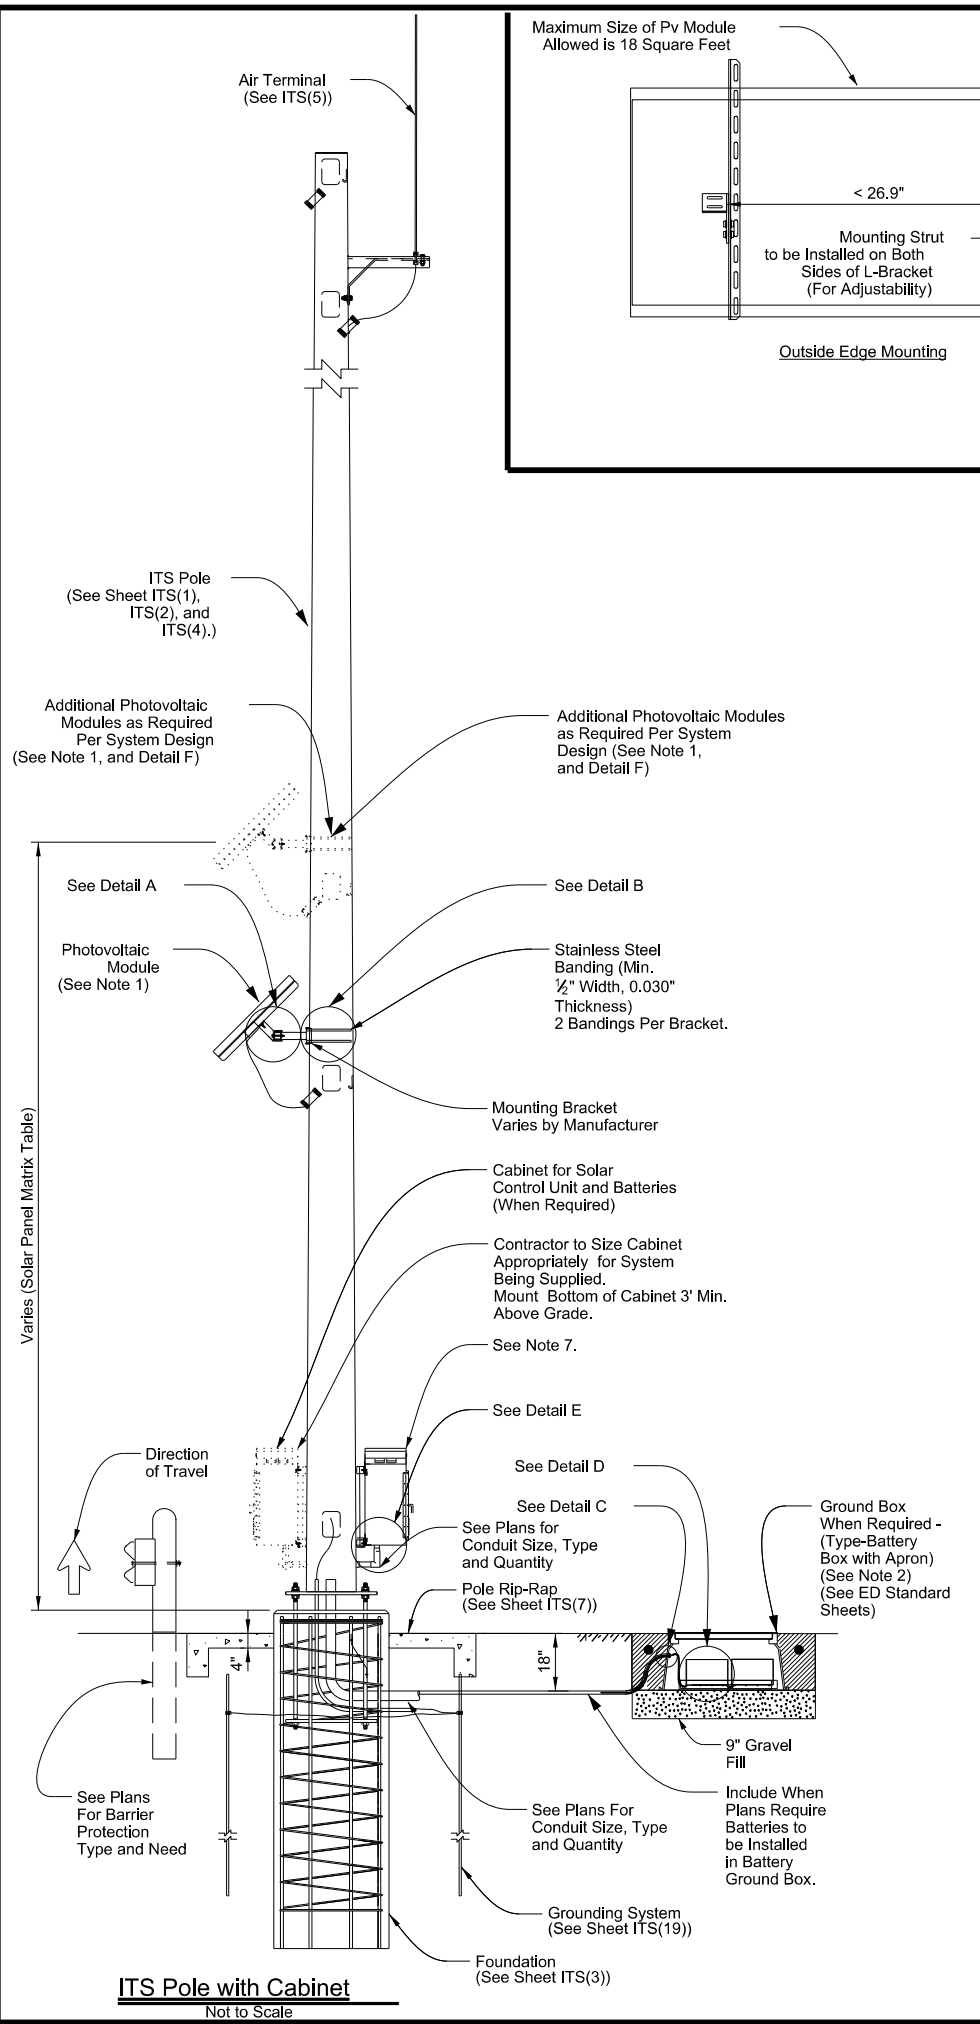 Maximum Size of Pv Module
Allowed is 18 Square Feet
Air Terminal
(See ITS(5))
< 26.9"
Mounting Strut
to be Installed on Both
Sides of L-Bracket
(For Adjustability)
Outside Edge Mounting
ITS Pole
(See Sheet ITS(1),
ITS(2), and
ITS(4).)
Additional Photovoltaic
Modules as Required
Per System Design
(See Note 1, and Detail F)
Additional Photovoltaic Modules
as Required Per System
Design (See Note 1,
and Detail F)
See Detail A
See Detail B
Photovoltaic
Module
(See Note 1)
Stainless Steel
Banding (Min.
½" Width, 0.030"
Thickness)
2 Bandings Per Bracket.
Mounting Bracket
Varies by Manufacturer
Varies (Solar Panel Matrix Table)
Cabinet for Solar
Control Unit and Batteries
(When Required)
Contractor to Size Cabinet
Appropriately for System
Being Supplied.
Mount Bottom of Cabinet 3' Min.
Above Grade.
See Note 7.
See Detail E
Direction
of Travel
See Detail D
See Detail C
See Plans for
Conduit Size, Type
and Quantity
Ground Box
When Required -
(Type-Battery
Box with Apron)
(See Note 2)
(See ED Standard
Sheets)
Pole Rip-Rap
(See Sheet ITS(7))
4"
18"
9" Gravel
Fill
See Plans
For Barrier
Protection
Type and Need
See Plans For
Conduit Size, Type
and Quantity
Include When
Plans Require
Batteries to
be Installed
in Battery
Ground Box.
Grounding System
(See Sheet ITS(19))
Foundation
(See Sheet ITS(3))
ITS Pole with Cabinet
Not to Scale